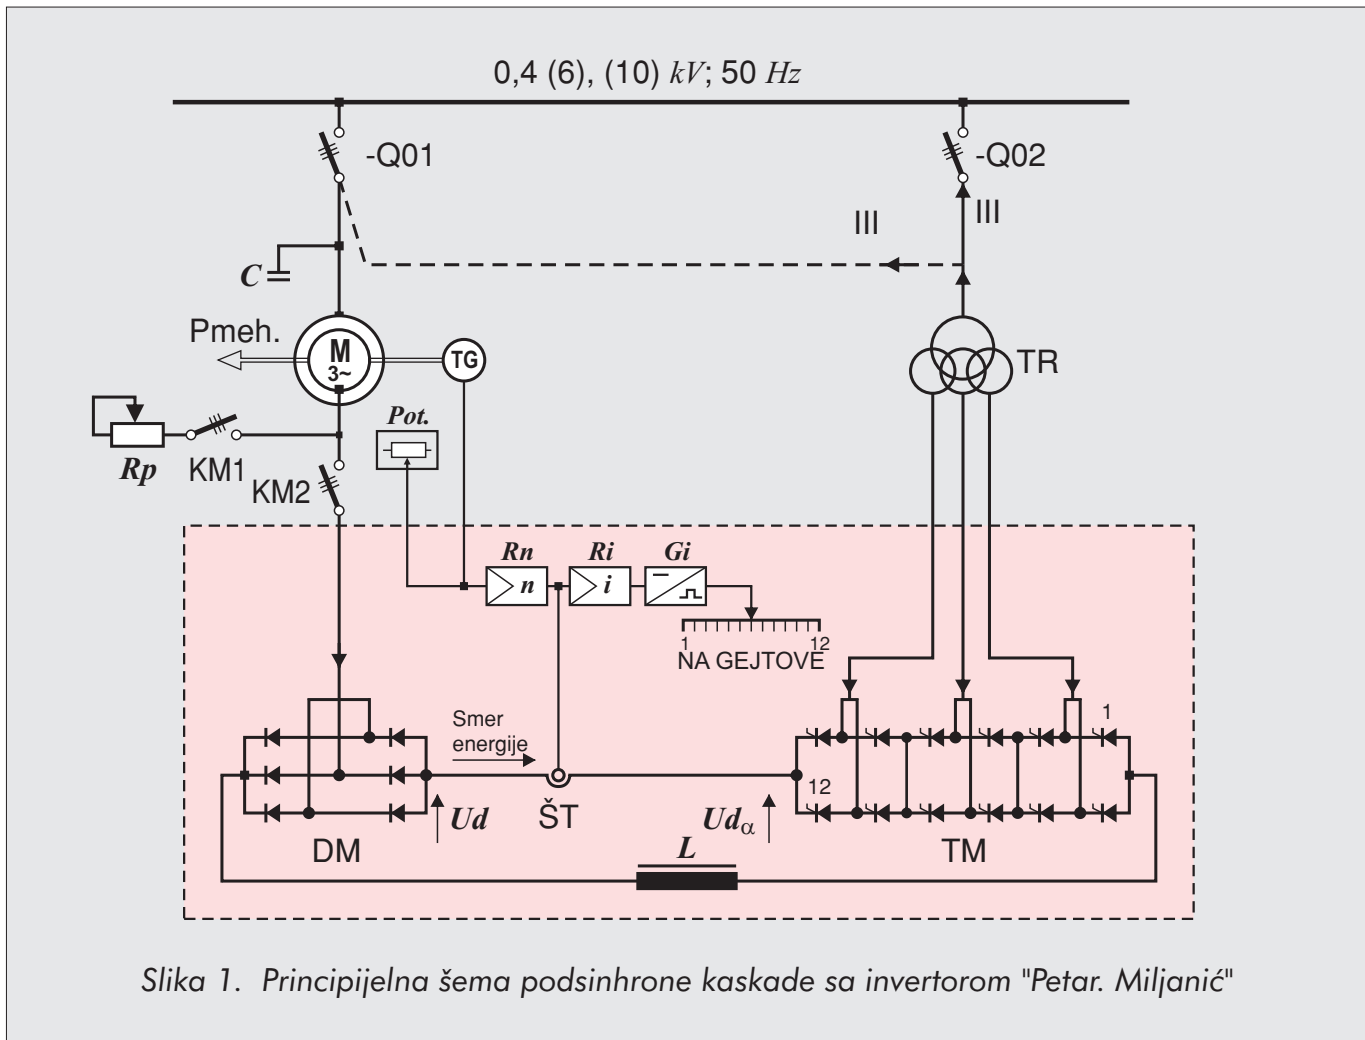 0,4 (6), (10) kV; 50 Hz
-Q01
-Q02
III
III
C
Pmeh.
M
3~
TG
TR
Pot.
Rp
KM1
KM2
Rn
Ri
Gi
n
i
1
12
NA GEJTOVE
Smer
energije
1
12
Ud
ŠT
Udα
DM
L
TM
Slika 1. Principijelna šema podsinhrone kaskade sa invertorom "Petar. Miljanić"